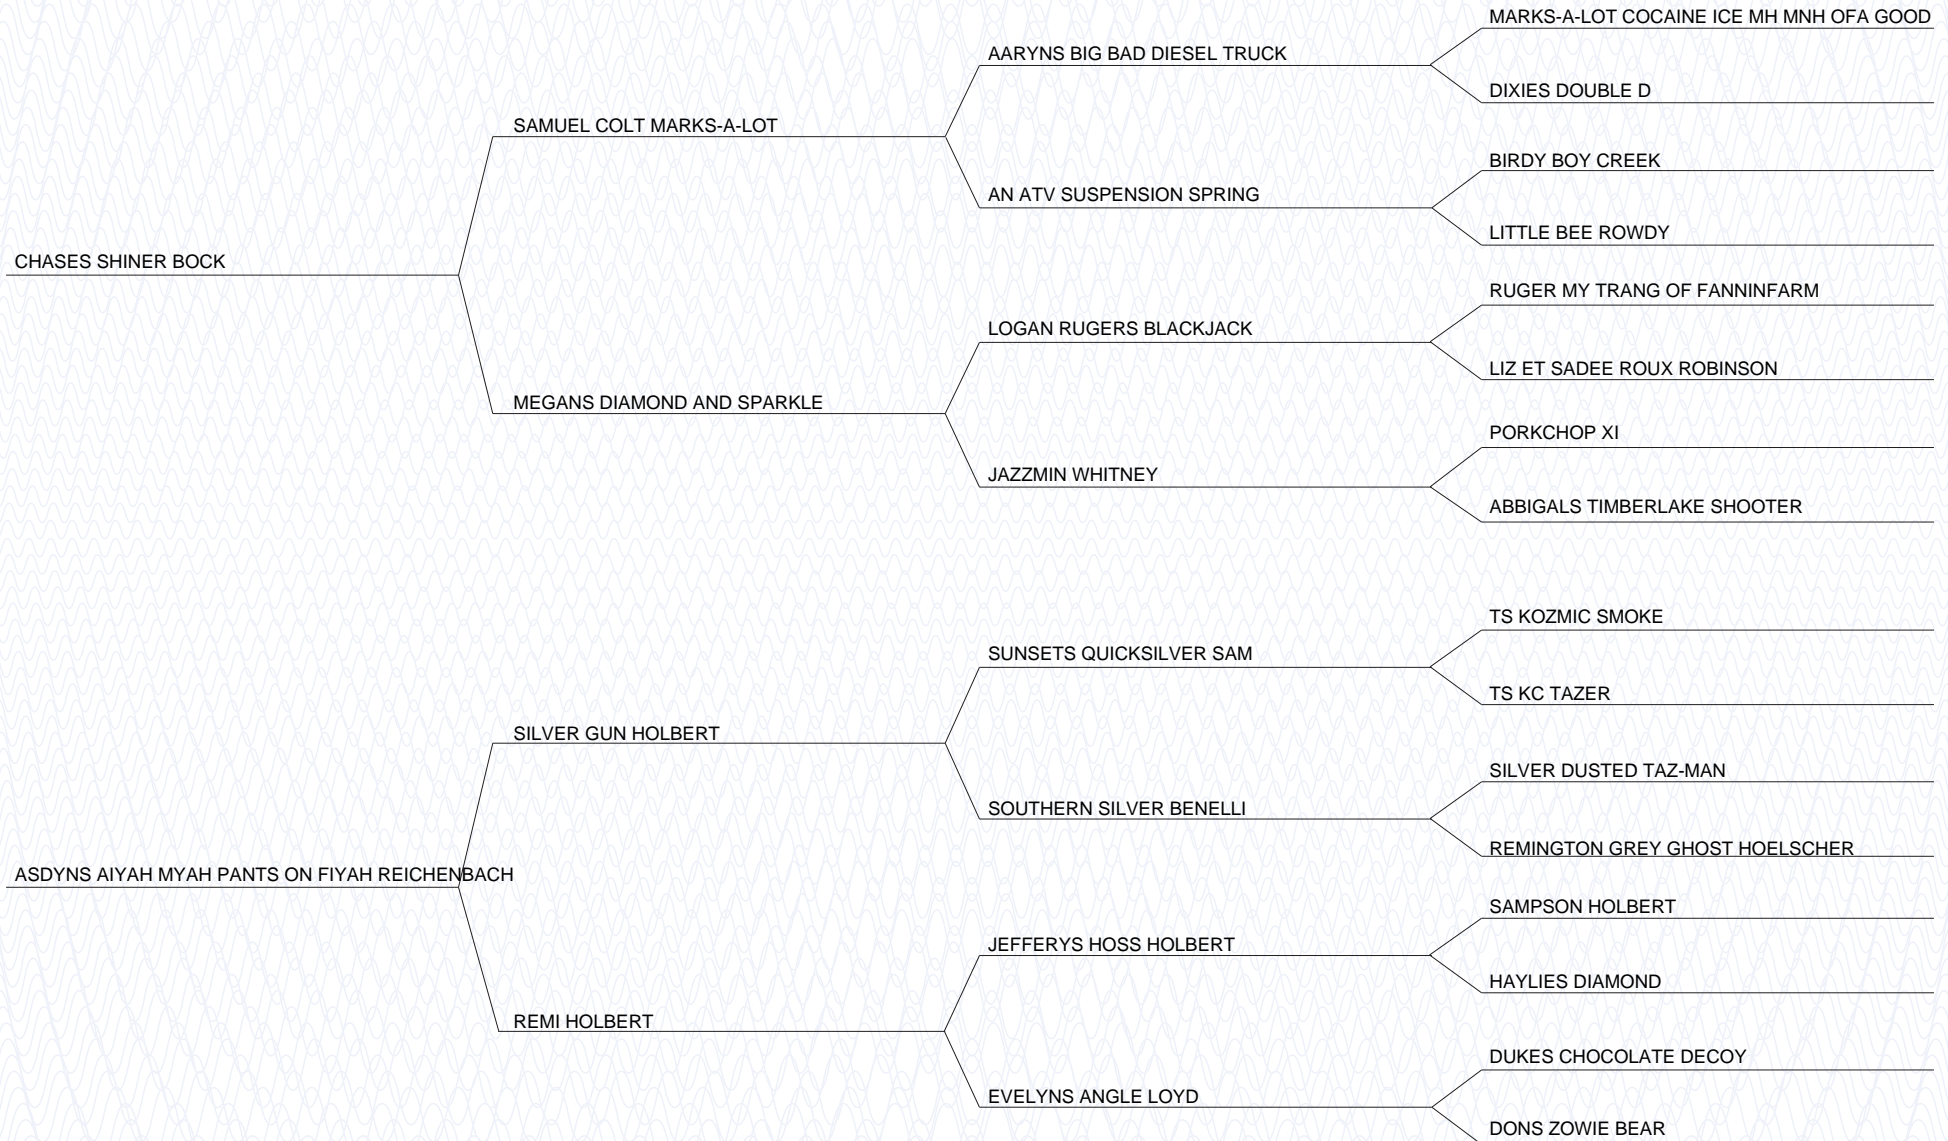 MARKS-A-LOT COCAINE ICE MH MNH OFA GOOD
AARYNS BIG BAD DIESEL TRUCK
DIXIES DOUBLE D
SAMUEL COLT MARKS-A-LOT
BIRDY BOY CREEK
AN ATV SUSPENSION SPRING
LITTLE BEE ROWDY
CHASES SHINER BOCK
RUGER MY TRANG OF FANNINFARM
LOGAN RUGERS BLACKJACK
LIZ ET SADEE ROUX ROBINSON
MEGANS DIAMOND AND SPARKLE
PORKCHOP XI
JAZZMIN WHITNEY
ABBIGALS TIMBERLAKE SHOOTER
TS KOZMIC SMOKE
SUNSETS QUICKSILVER SAM
TS KC TAZER
SILVER GUN HOLBERT
SILVER DUSTED TAZ-MAN
SOUTHERN SILVER BENELLI
REMINGTON GREY GHOST HOELSCHER
ASDYNS AIYAH MYAH PANTS ON FIYAH REICHENBACH
SAMPSON HOLBERT
JEFFERYS HOSS HOLBERT
HAYLIES DIAMOND
REMI HOLBERT
DUKES CHOCOLATE DECOY
EVELYNS ANGLE LOYD
DONS ZOWIE BEAR